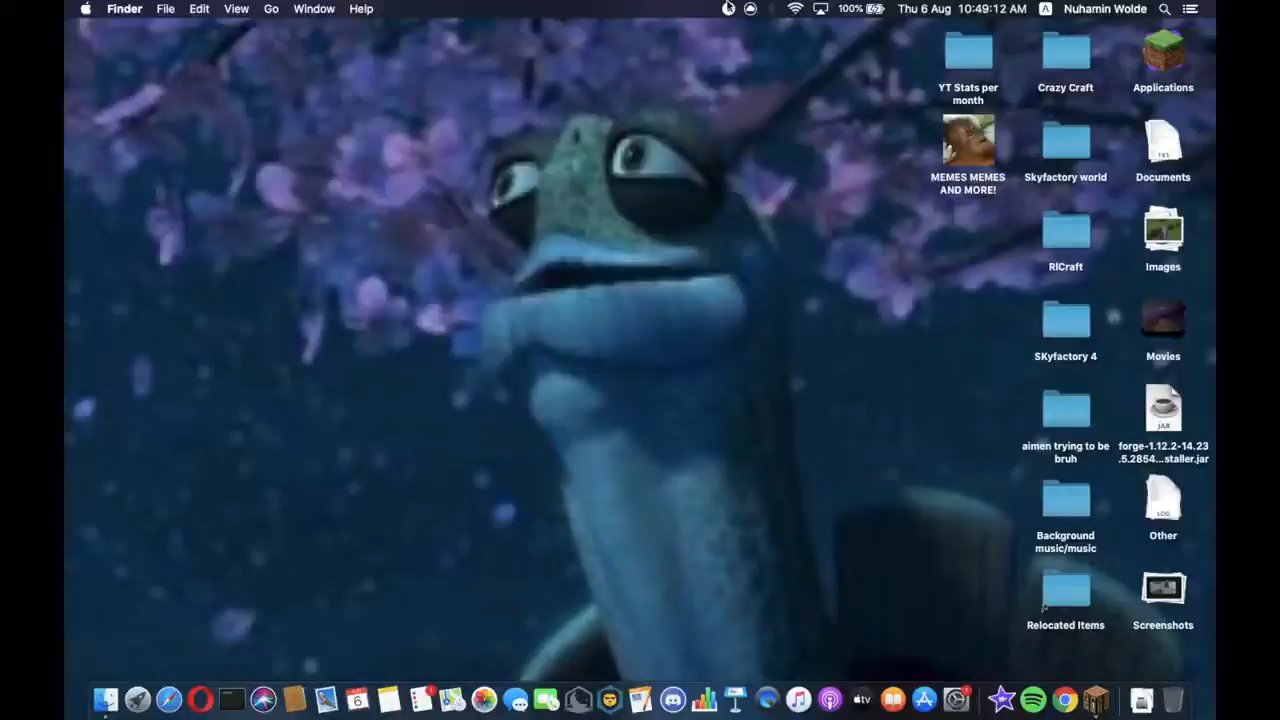 Finder File Edit View Go Window Help 100% Thu 6 Aug 10:49:12 AM A Nuhamin Wolde
YT Stats per
month
Crazy Craft
Applications
MEMES MEMES
AND MORE!
Skyfactory world
Documents
RlCraft
Images
SKyfactory 4
Movies
aimen trying to be
bruh
JAR
forge-1.12.2-14.23
.5.2854...staller.jar
Background
music/music
LOG
Other
Relocated Items
Screenshots